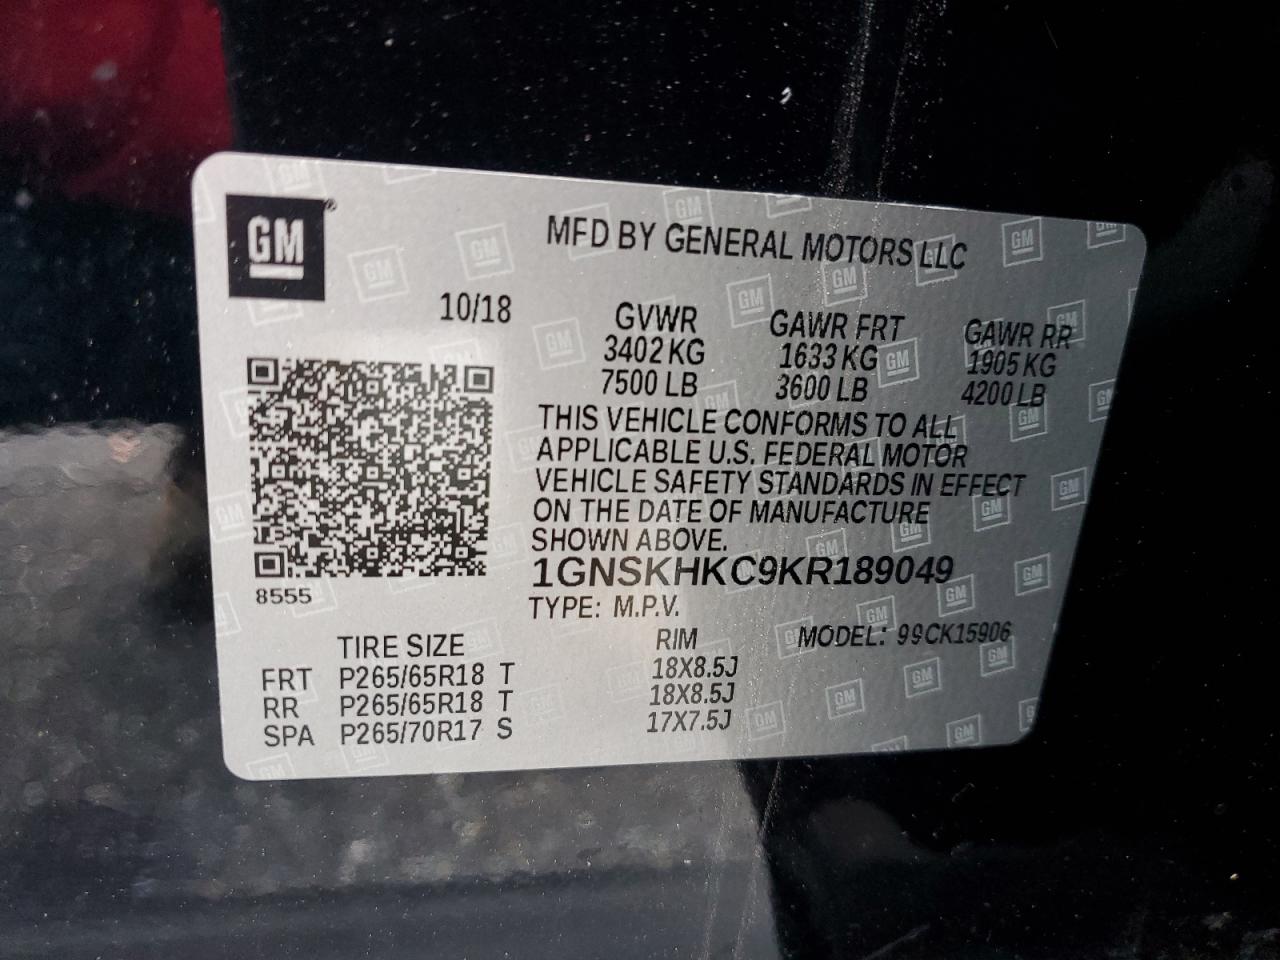 GM
MFD BY GENERAL MOTORS LLC
10/18
GVWR GAWR FRT GAWR RR
3402 KG 1633 KG 1905 KG
7500 LB 3600 LB 4200 LB
THIS VEHICLE CONFORMS TO ALL
APPLICABLE U.S. FEDERAL MOTOR
VEHICLE SAFETY STANDARDS IN EFFECT
ON THE DATE OF MANUFACTURE
SHOWN ABOVE.
1GNSKHKC9KR189049
8555
TYPE: M.P.V.
MODEL: 99CK15906
TIRE SIZE RIM
FRT P265/65R18 T 18X8.5J
RR P265/65R18 T 18X8.5J
SPA P265/70R17 S 17X7.5J